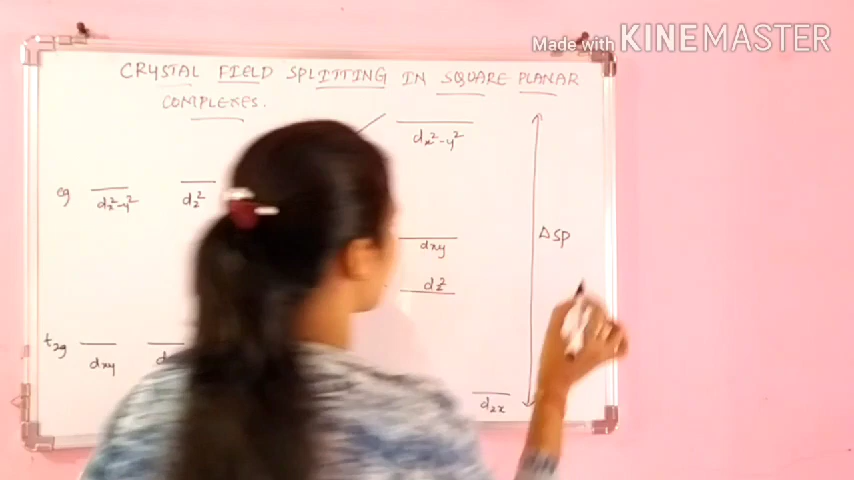 Made with KINEMASTER
CRYSTAL FIELD SPLITTING IN SQUARE PLANAR
COMPLEXES.
dx²-y²
eg
dx²-y²
dz²
dxy
Δsp
dz²
t2g
dxy
dzx